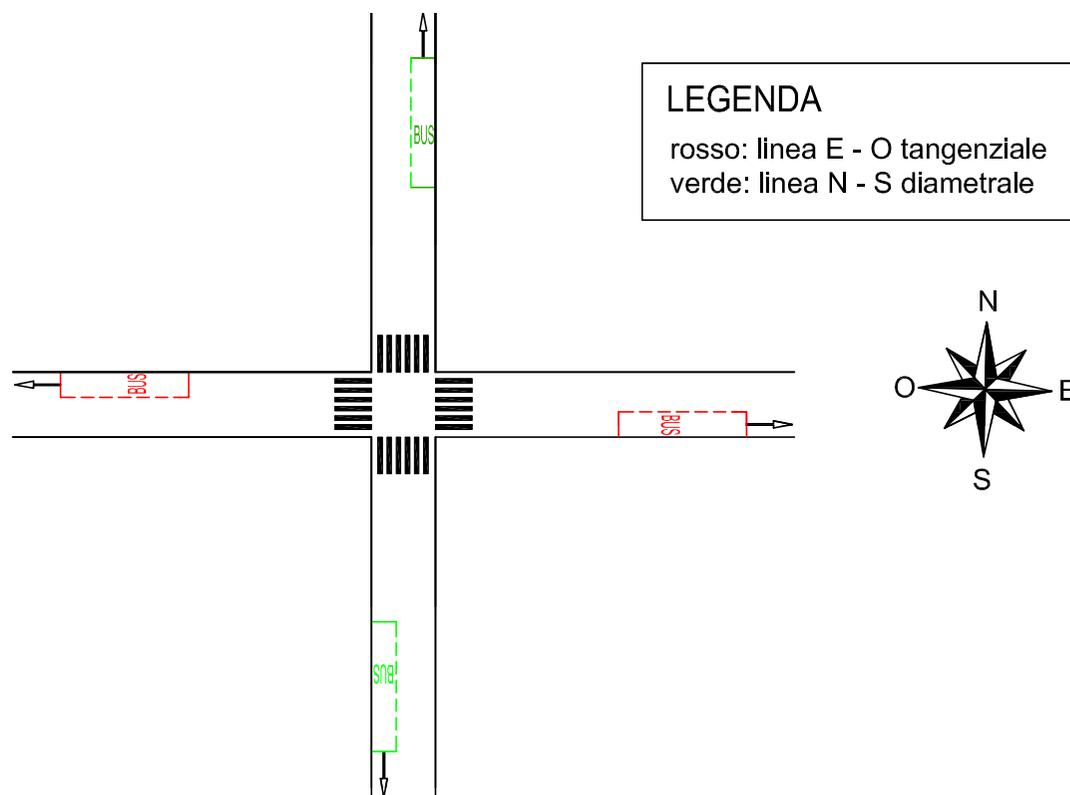 BUS
LEGENDA
rosso: linea E - O tangenziale
verde: linea N - S diametrale
N
O
E
S
BUS
BUS
BUS